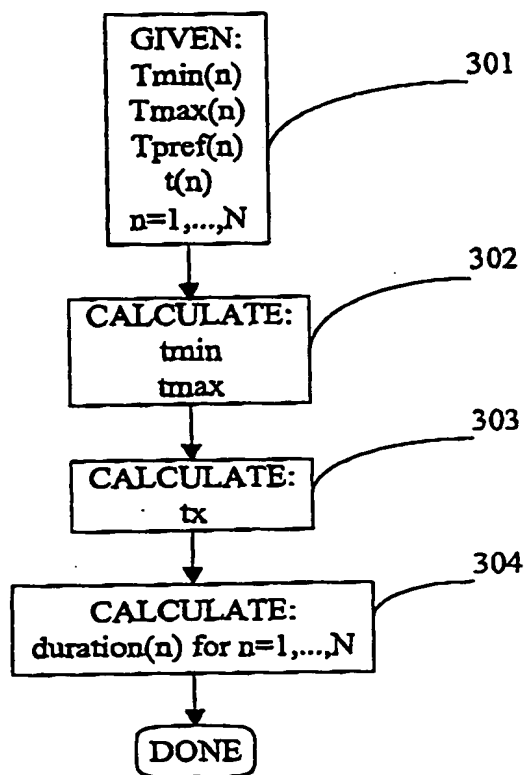 GIVEN:
Tmin(n)
Tmax(n)
Tpref(n)
t(n)
n=1,...,N
301
302
CALCULATE:
tmin
tmax
303
CALCULATE:
tx
304
CALCULATE:
duration(n) for n=1,...,N
DONE